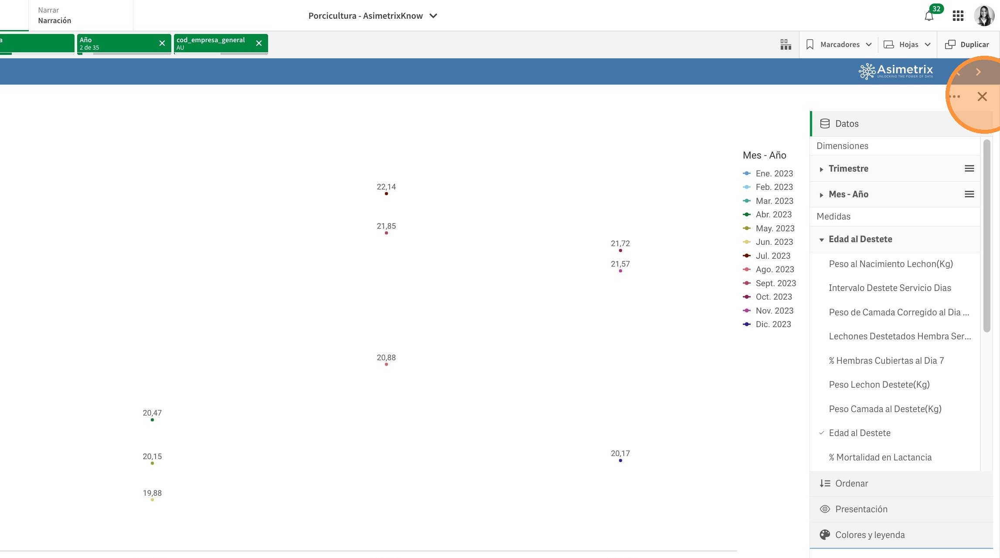 Narrar
Narración
Porcicultura - AsimetrixKnow
32
a
Año
2 de 35
cod_empresa_general
AU
Marcadores
Hojas
Duplicar
Asimetrix
UNLOCKING THE POWER OF DATA
Datos
Dimensiones
Trimestre
Mes - Año
Medidas
Edad al Destete
Peso al Nacimiento Lechon(Kg)
Intervalo Destete Servicio Dias
Peso de Camada Corregido al Dia ...
Lechones Destetados Hembra Ser...
% Hembras Cubiertas al Dia 7
Peso Lechon Destete(Kg)
Peso Camada al Destete(Kg)
Edad al Destete
% Mortalidad en Lactancia
Ordenar
Presentación
Colores y leyenda
Mes - Año
Ene. 2023
Feb. 2023
Mar. 2023
Abr. 2023
May. 2023
Jun. 2023
Jul. 2023
Ago. 2023
Sept. 2023
Oct. 2023
Nov. 2023
Dic. 2023
22,14
21,85
21,72
21,57
20,88
20,47
20,15
20,17
19,88